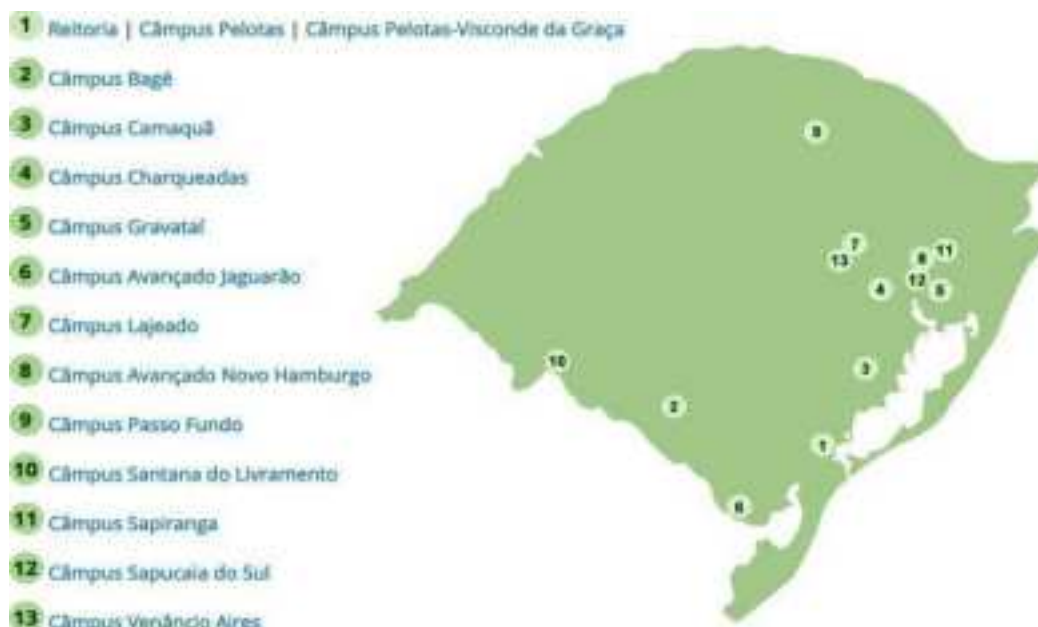 1 Reitoria | Câmpus Pelotas | Câmpus Pelotas-Visconde da Graça
2 Câmpus Bagé
3 Câmpus Camaquã
4 Câmpus Charqueadas
5 Câmpus Gravataí
6 Câmpus Avançado Jaguarão
7 Câmpus Lajeado
8 Câmpus Avançado Novo Hamburgo
9 Câmpus Passo Fundo
10 Câmpus Santana do Livramento
11 Câmpus Sapiranga
12 Câmpus Sapucaia do Sul
13 Câmpus Venâncio Aires
9
7
11
13
8
12
4
5
10
3
2
1
6